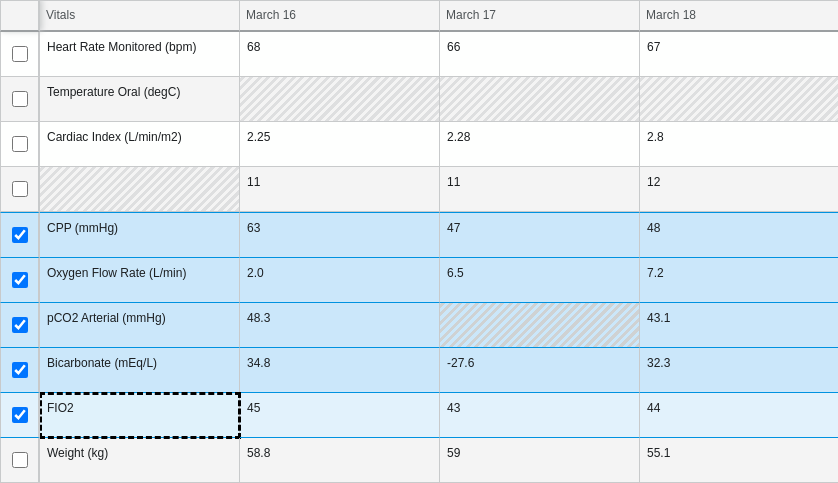 Vitals March 16 March 17 March 18
Heart Rate Monitored (bpm) 68 66 67
Temperature Oral (degC)
Cardiac Index (L/min/m2) 2.25 2.28 2.8
11 11 12
CPP (mmHg) 63 47 48
Oxygen Flow Rate (L/min) 2.0 6.5 7.2
pCO2 Arterial (mmHg) 48.3 43.1
Bicarbonate (mEq/L) 34.8 -27.6 32.3
FIO2 45 43 44
Weight (kg) 58.8 59 55.1